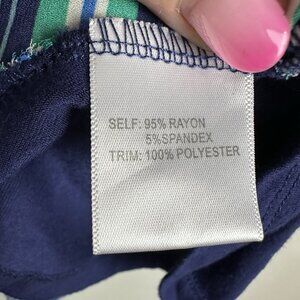 SELF: 95% RAYON
5%SPANDEX
TRIM: 100% POLYESTER